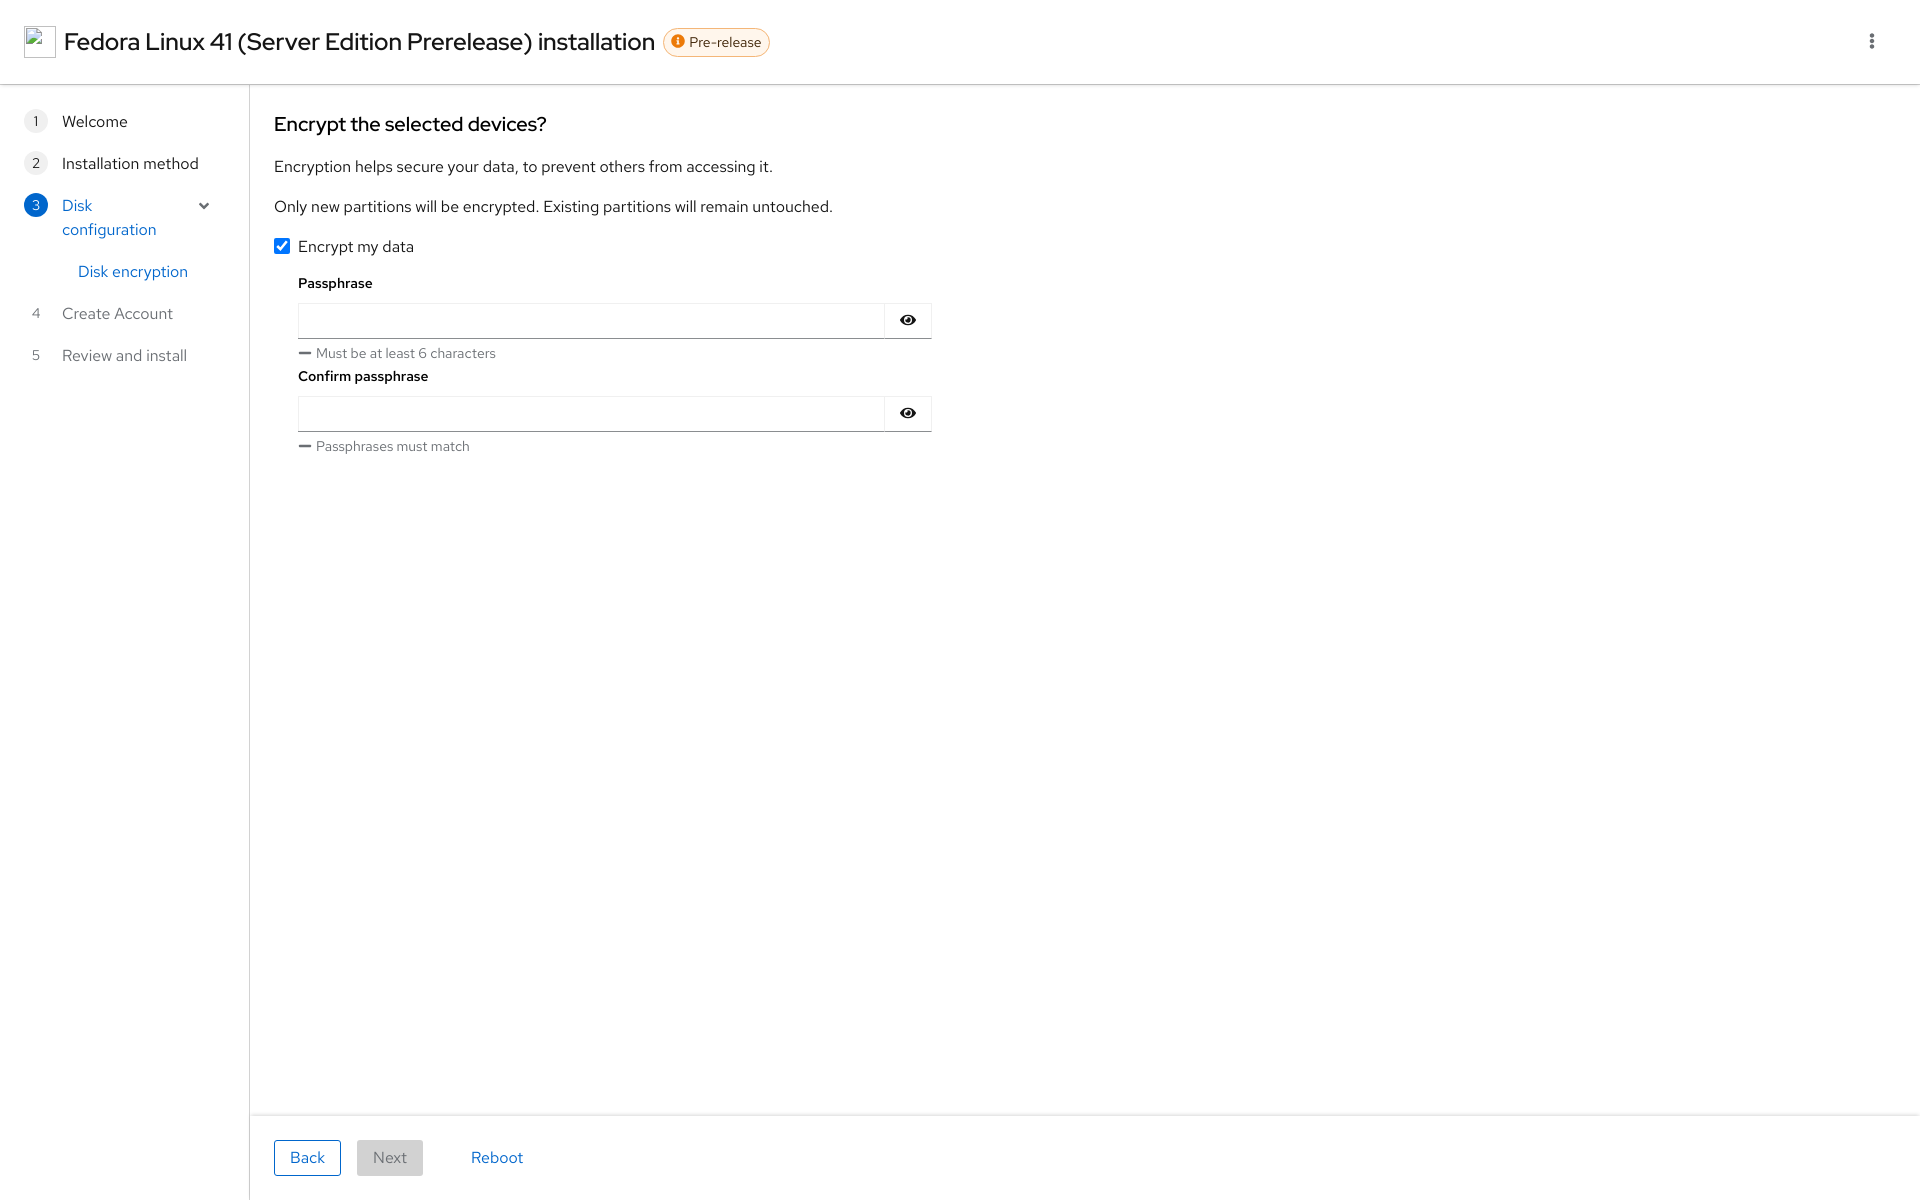 Fedora Linux 41 (Server Edition Prerelease) installation
Pre-release
1 Welcome
2 Installation method
3 Disk
configuration
Disk encryption
4 Create Account
5 Review and install
Encrypt the selected devices?
Encryption helps secure your data, to prevent others from accessing it.
Only new partitions will be encrypted. Existing partitions will remain untouched.
Encrypt my data
Passphrase
Must be at least 6 characters
Confirm passphrase
Passphrases must match
Back
Next
Reboot